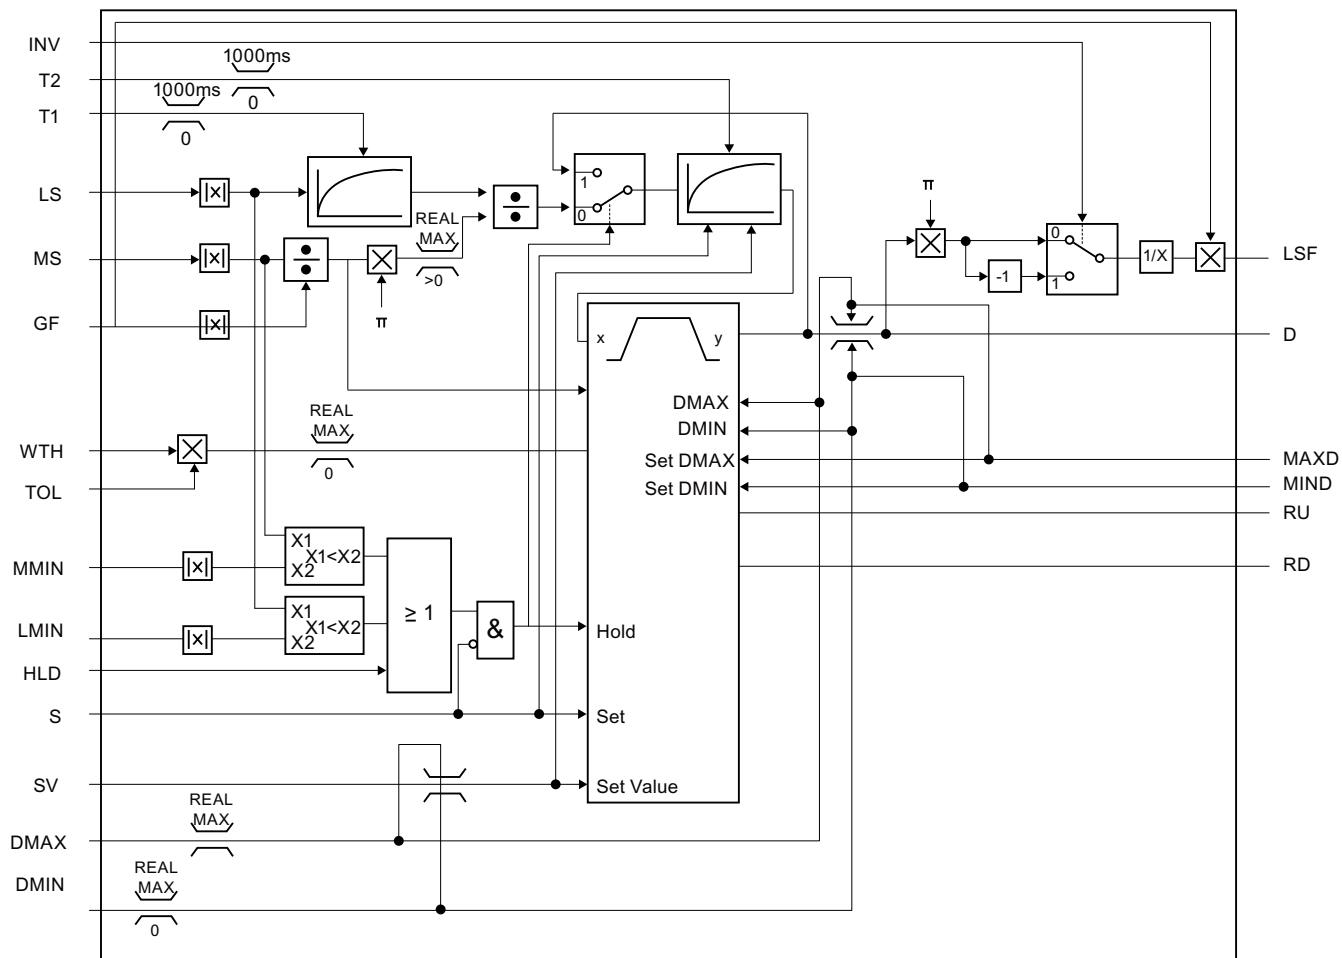 INV
1000ms
T2
1000ms
0
T1
0
LS
|x|
1
0
REAL
MAX
>0
π
MS
|x|
π
GF
|x|
0
1
-1
1/X
LSF
x
y
D
REAL
MAX
0
WTH
TOL
DMAX
DMIN
Set DMAX
Set DMIN
MAXD
MIND
RU
RD
MMIN
|x|
X1
X1<X2
X2
LMIN
|x|
X1
X1<X2
X2
≥ 1
&
Hold
HLD
S
Set
SV
Set Value
REAL
MAX
DMAX
REAL
MAX
DMIN
0